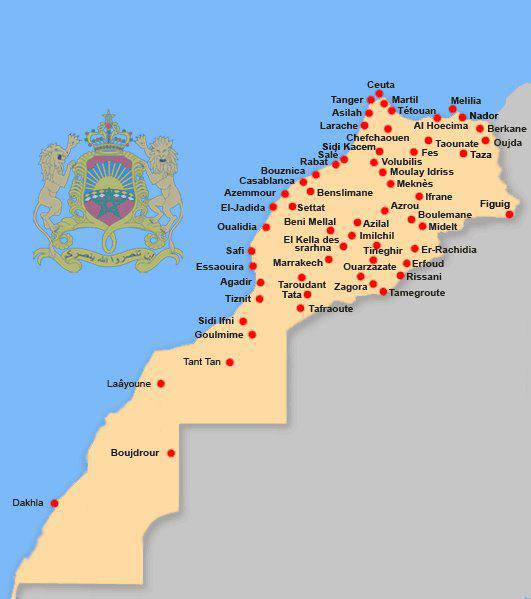 Ceuta
Tanger
Martil
Melilia
Asilah
Tétouan
Nador
Larache
Al Hoecima
Berkane
Chefchaouen
Taounate
Oujda
Sidi Kacem
Salé
Fes
Taza
Rabat
Volubilis
Bouznica
Moulay Idriss
Casablanca
Meknès
Azemmour
Benslimane
Ifrane
El-Jadida
Settat
Azrou
Figuig
Boulemane
Oualidia
Beni Mellal
Azilal
Midelt
Imilchil
El Kella des
srarhna
Safi
Tineghir
Er-Rachidia
Essaouira
Marrakech
Ouarzazate
Erfoud
Agadir
Taroudant
Rissani
Zagora
Tiznit
Tata
Tamegroute
Tafraoute
Sidi Ifni
Goulmime
Tant Tan
Laâyoune
Boujdrour
Dakhla